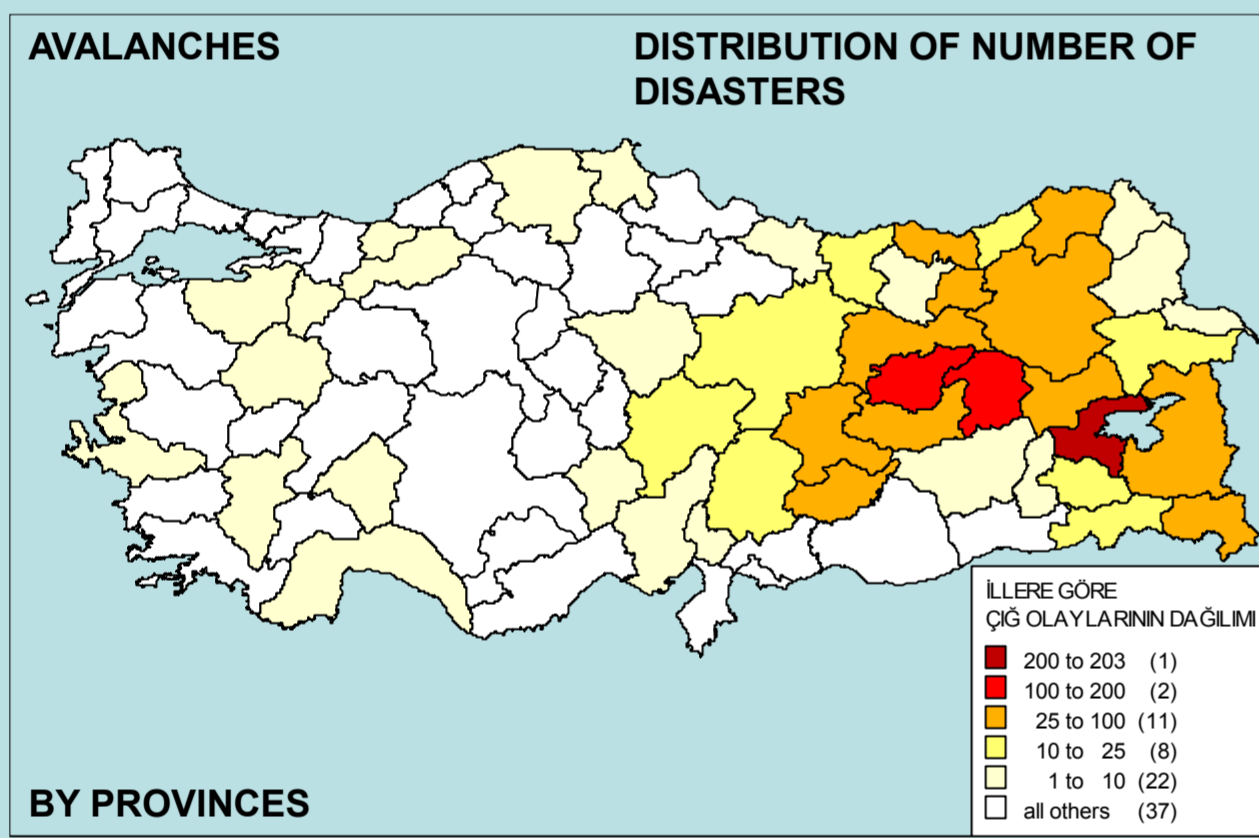 AVALANCHES
DISTRIBUTION OF NUMBER OF
DISASTERS
İLLERE GÖRE
ÇIĞ OLAYLARININ DAĞILIMI
200 to 203 (1)
100 to 200 (2)
25 to 100 (11)
10 to 25 (8)
1 to 10 (22)
all others (37)
BY PROVINCES